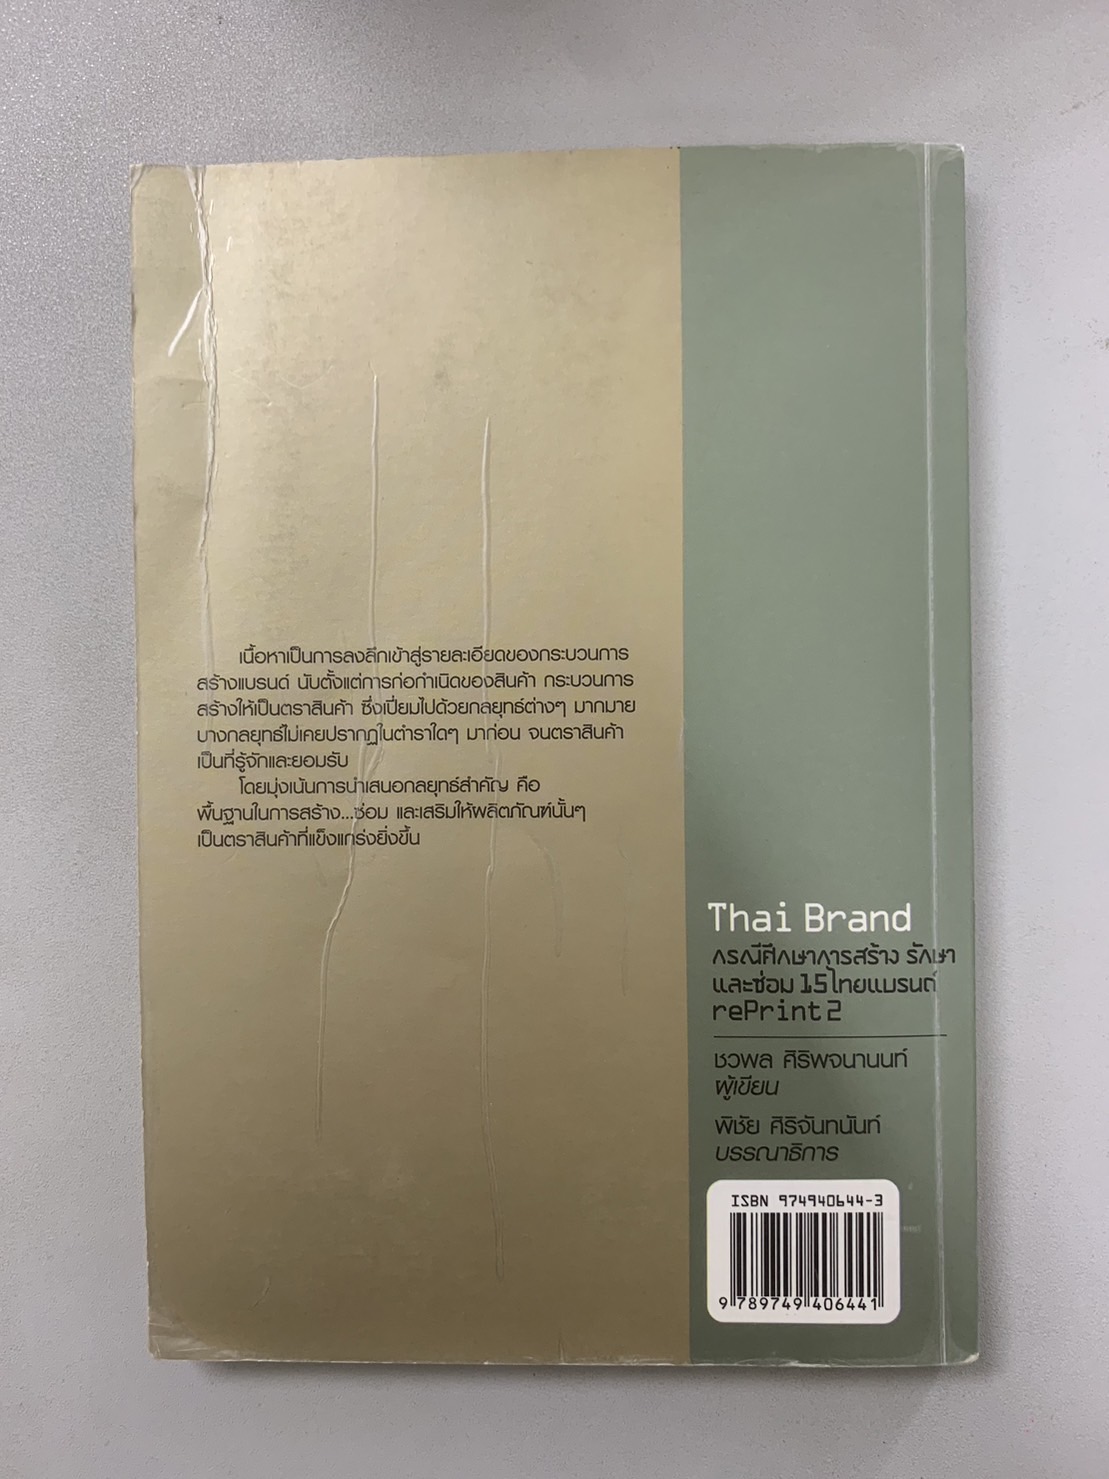 เนื้อหาเป็นการลงลึกเข้าสู่รายละเอียดของกระบวนการ
สร้างแบรนด์ นับตั้งแต่การก่อกำเนิดของสินค้า กระบวนการ
สร้างให้เป็นตราสินค้า ซึ่งเปี่ยมไปด้วยกลยุทธ์ต่างๆ มากมาย
บางกลยุทธ์ไม่เคยปรากฏในตำราใดๆ มาก่อน จนตราสินค้า
เป็นที่รู้จักและยอมรับ
โดยมุ่งเน้นการนำเสนอกลยุทธ์สำคัญ คือ
พื้นฐานในการสร้าง...ซ่อม และเสริมให้ผลิตภัณฑ์นั้นๆ
เป็นตราสินค้าที่แข็งแกร่งยิ่งขึ้น
Thai Brand
กรณีศึกษาการสร้าง รักษา
และซ่อม 15ไทยแบรนด์
rePrint2
ชวพล ศิริพจนานนท์
ผู้เขียน
พิชัย ศิริจันทนันท์
บรรณาธิการ
ISBN 974940644-3
9 789749 406441